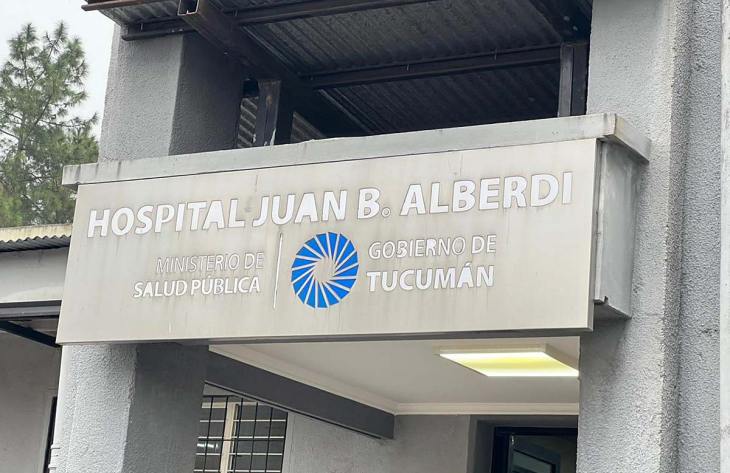 HOSPITAL JUAN B. ALBERDI
MINISTERIO DE
SALUD PÚBLICA
GOBIERNO DE
TUCUMÁN